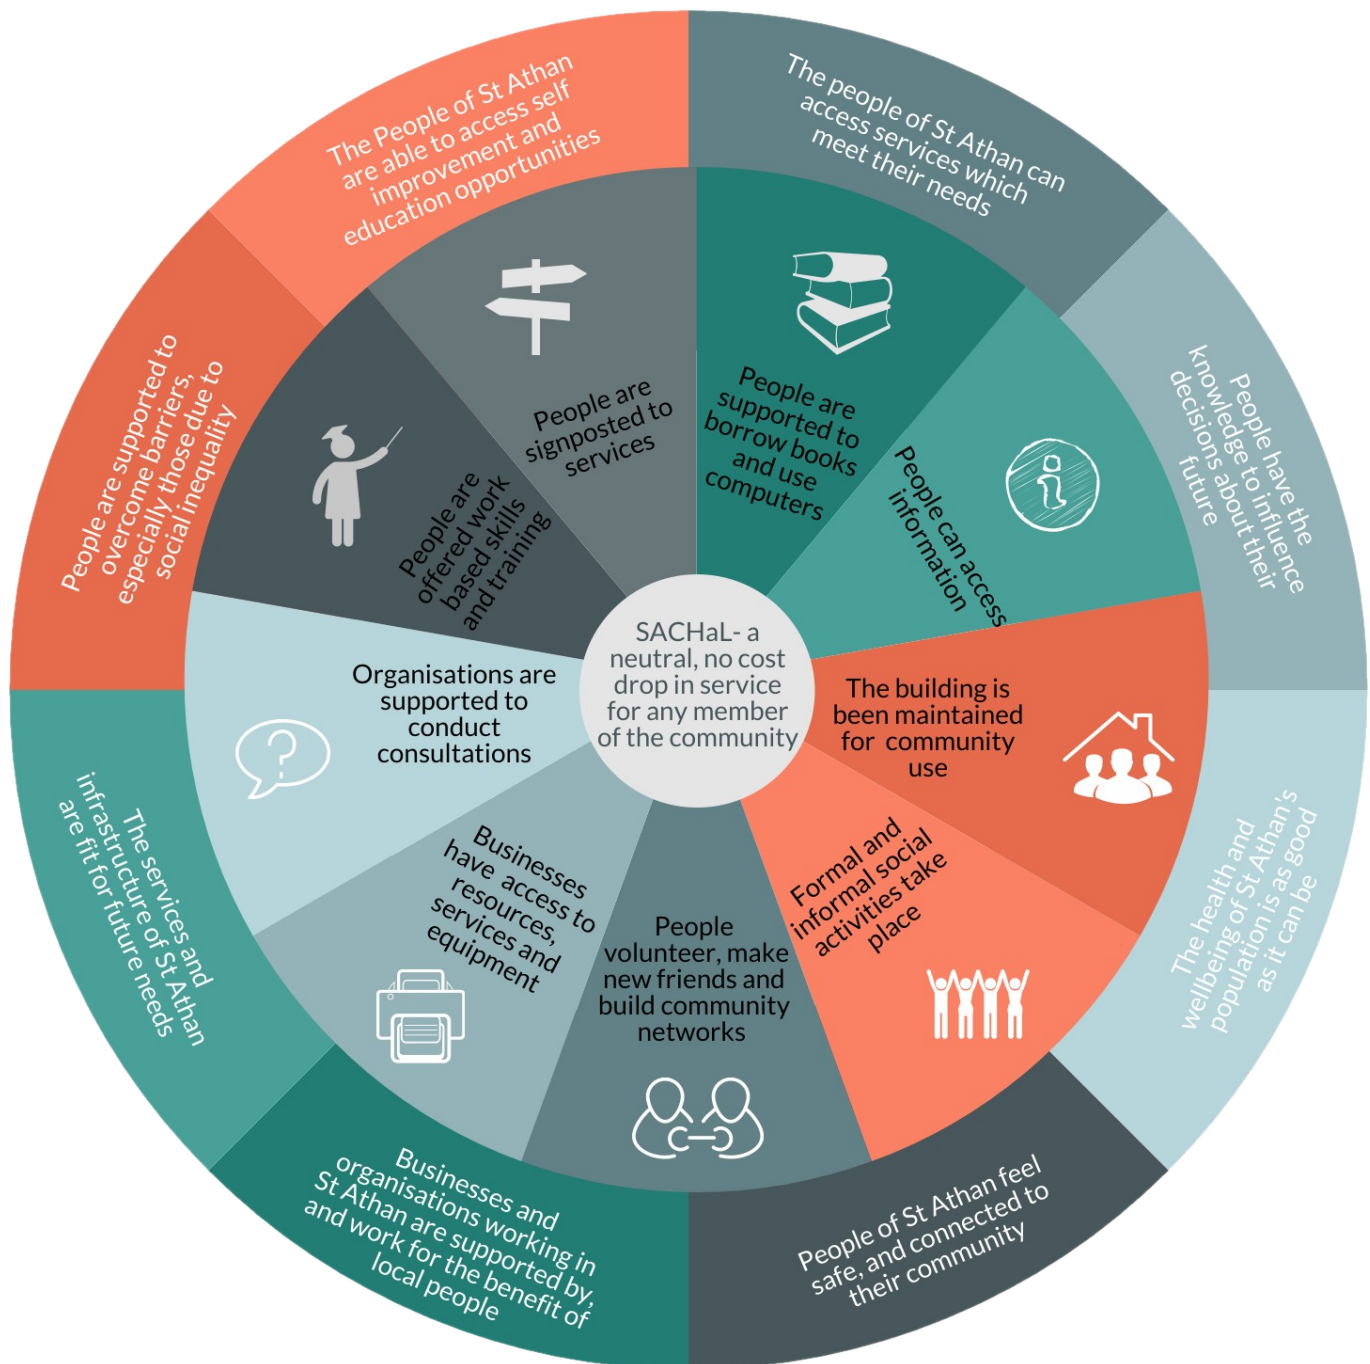 The people of St Athan can
access services which
meet their needs
People have the
knowledge to influence
decisions about their
future
The health and
wellbeing of St Athan's
population is as good
as it can be
People of St Athan feel
safe, and connected to
their community
Businesses and
organisations working in
St Athan are supported by,
and work for the benefit of
local people
The services and
infrastructure of St Athan
are fit for future needs
People are supported to
overcome barriers,
especially those due to
social inequality
The People of St Athan
are able to access self
improvement and
education opportunities
People are
supported to
borrow books
and use
computers
People can access
information
The building is
been maintained
for community
use
Formal and
informal social
activities take
place
People
volunteer, make
new friends and
build community
networks
Businesses
have access to
resources,
services and
equipment
Organisations are
supported to
conduct
consultations
People are
offered work
based skills
and training
People are
signposted to
services
SACHaL- a
neutral, no cost
drop in service
for any member
of the community